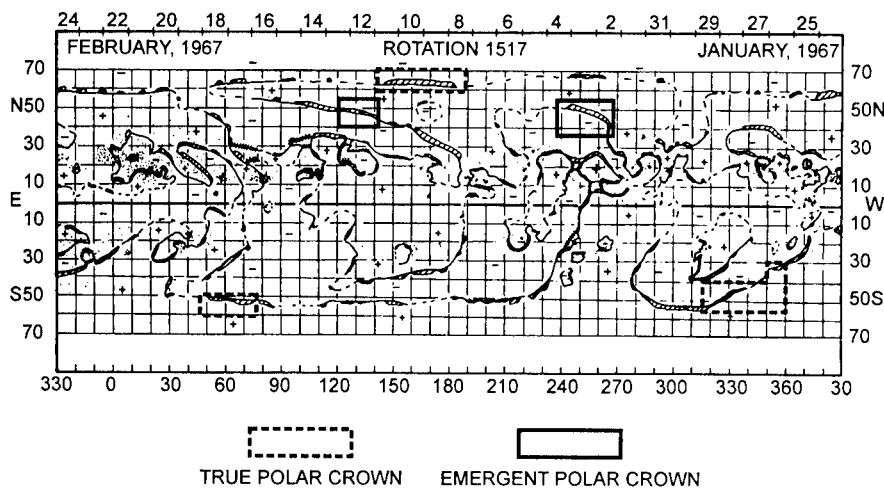 24 22 20 18 16 14 12 10 8 6 4 2 31 29 27 25
FEBRUARY, 1967 ROTATION 1517 JANUARY, 1967
70 70
N50 50N
30 30
10 10
E W
10 10
30 30
S50 50S
70 70
330 0 30 60 90 120 150 180 210 240 270 300 330 360 30
TRUE POLAR CROWN EMERGENT POLAR CROWN